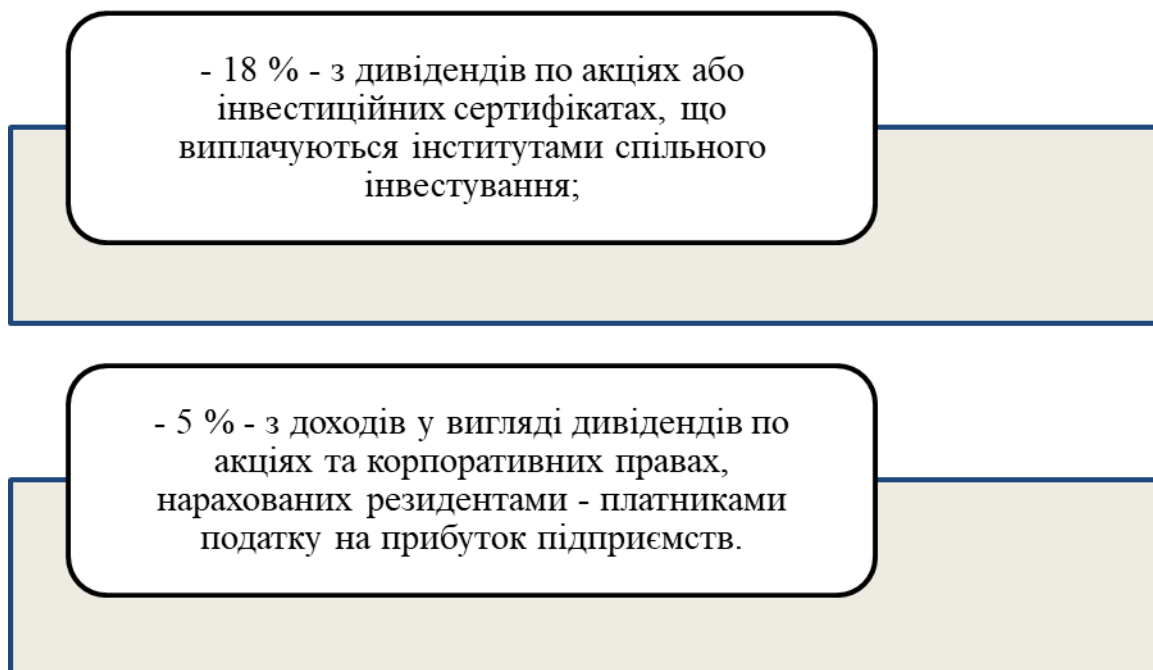 - 18 % - з дивідендів по акціях або
інвестиційних сертифікатах, що
виплачуються інститутами спільного
інвестування;
- 5 % - з доходів у вигляді дивідендів по
акціях та корпоративних правах,
нарахованих резидентами - платниками
податку на прибуток підприємств.